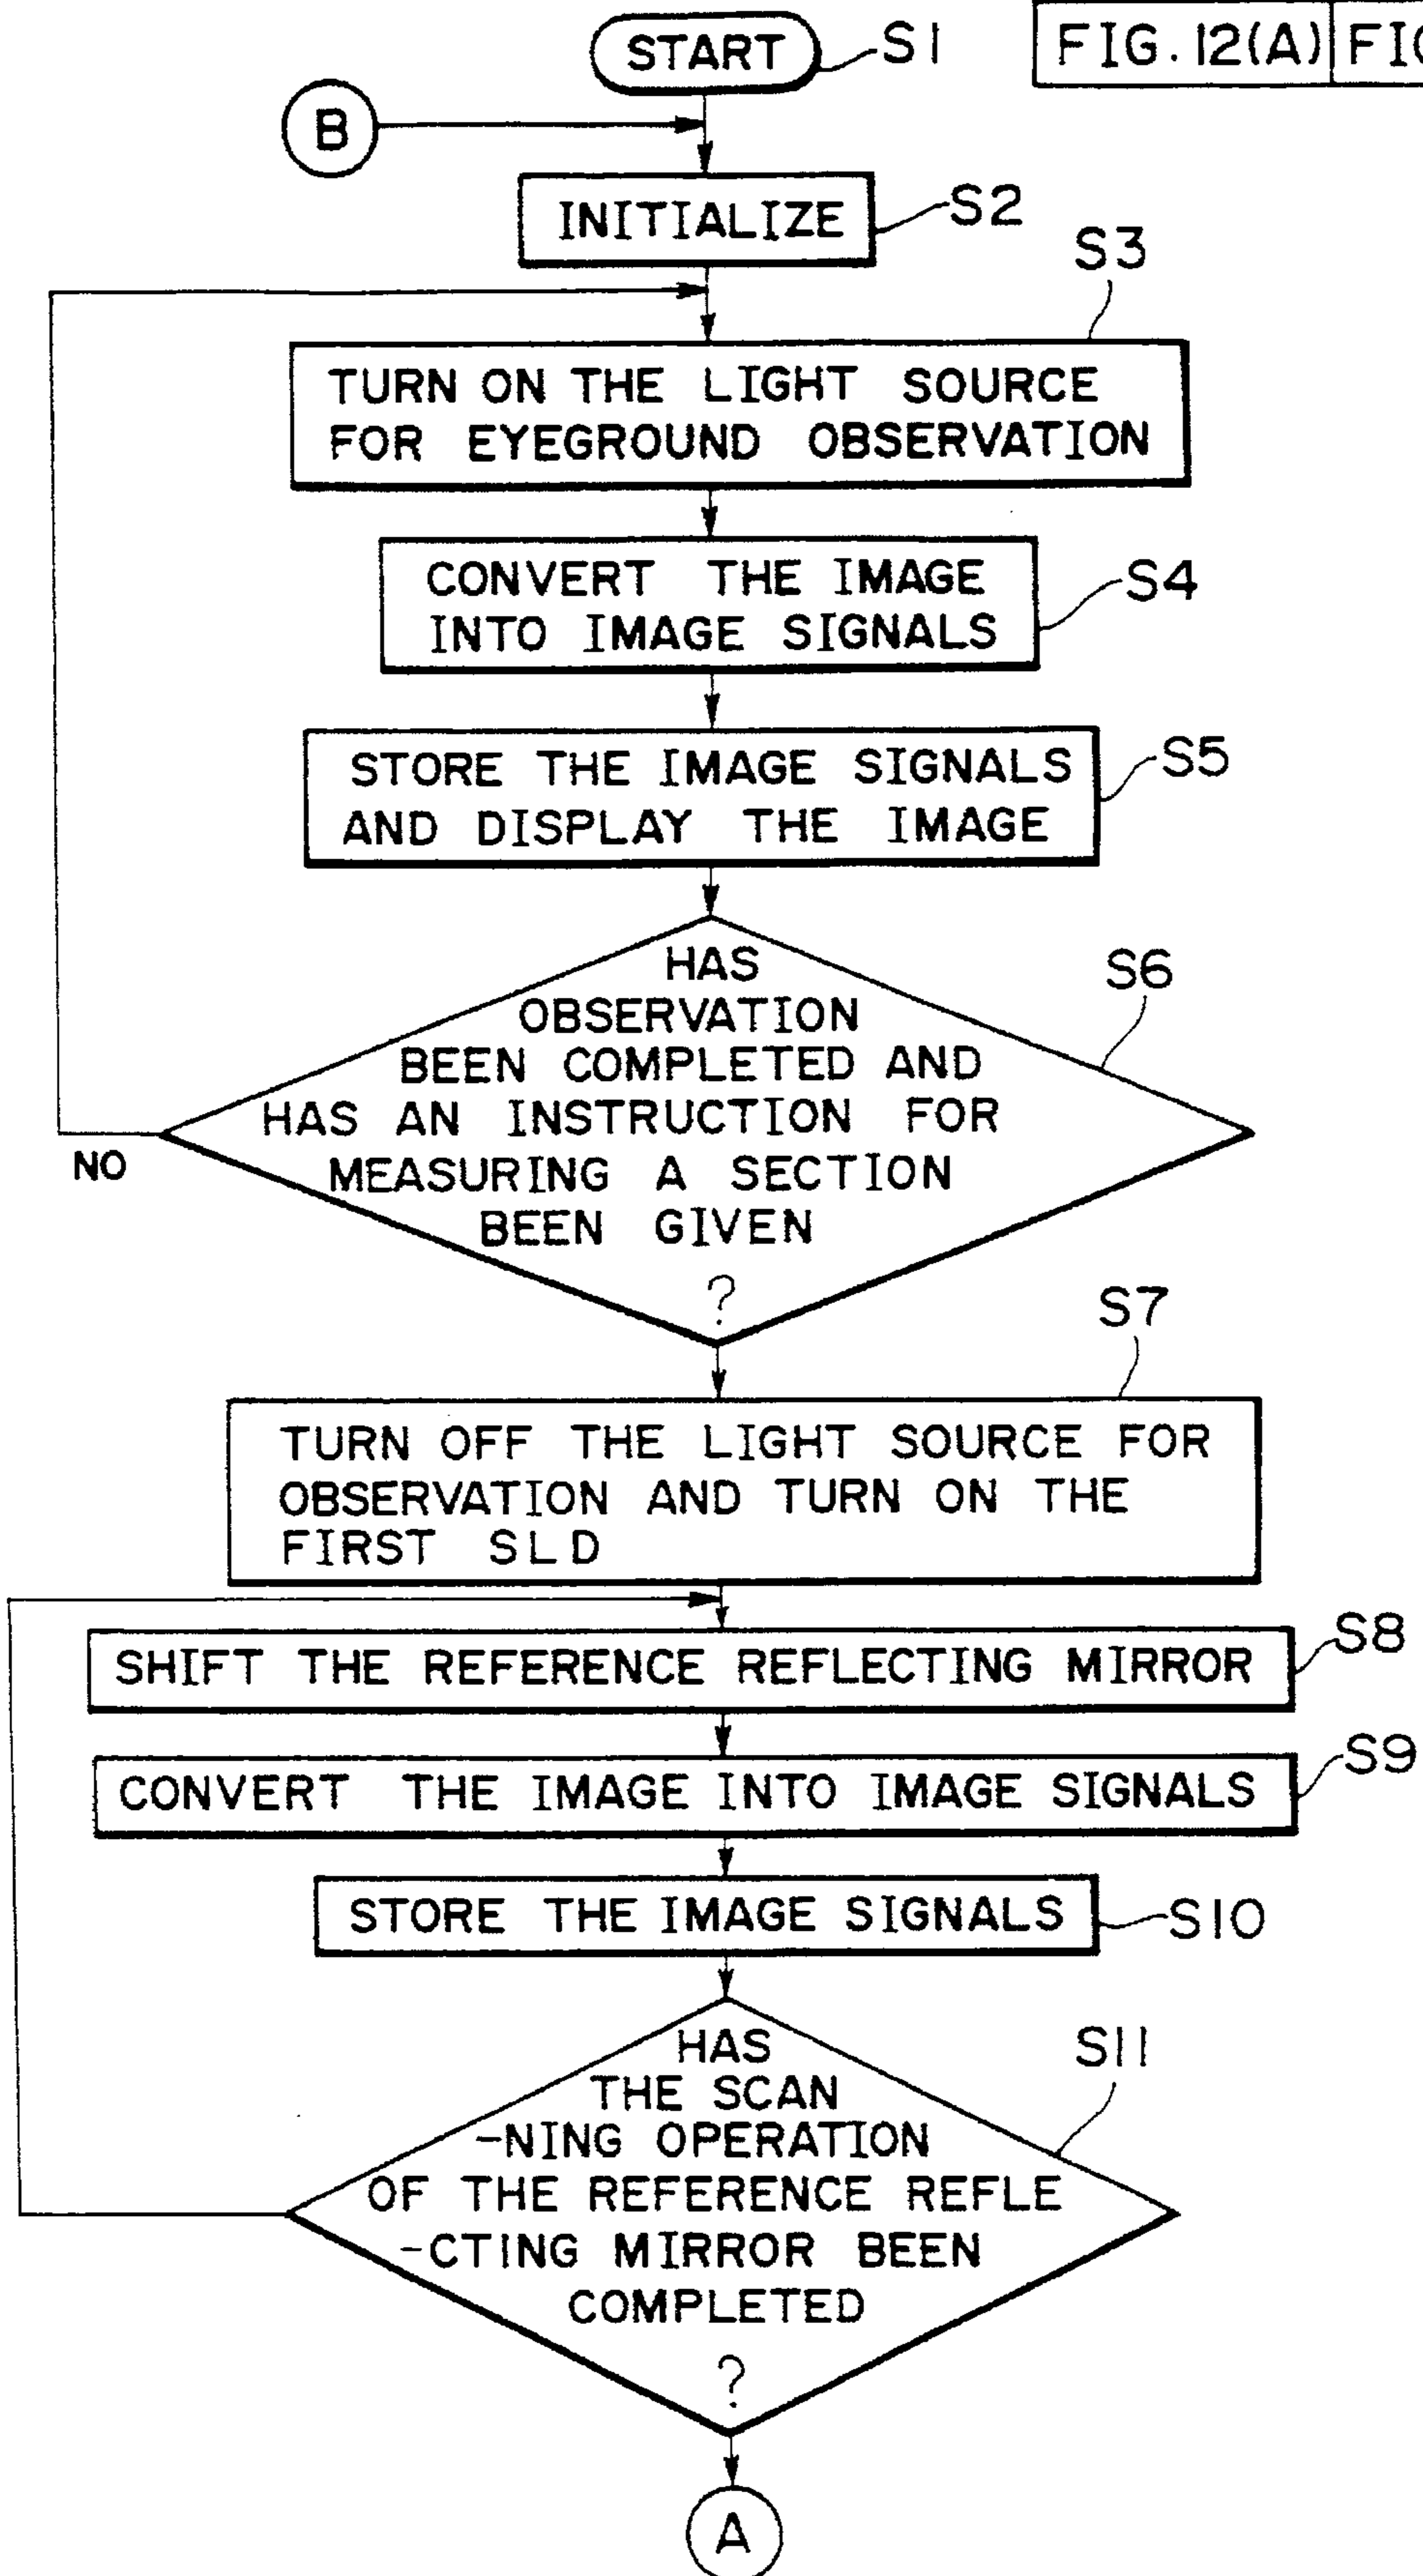 FIG. 12(A)
START
S1
B
INITIALIZE
S2
S3
TURN ON THE LIGHT SOURCE
FOR EYEGROUND OBSERVATION
CONVERT THE IMAGE
INTO IMAGE SIGNALS
S4
STORE THE IMAGE SIGNALS
AND DISPLAY THE IMAGE
S5
HAS
OBSERVATION
BEEN COMPLETED AND
HAS AN INSTRUCTION FOR
MEASURING A SECTION
BEEN GIVEN
?
S6
NO
S7
TURN OFF THE LIGHT SOURCE FOR
OBSERVATION AND TURN ON THE
FIRST SLD
SHIFT THE REFERENCE REFLECTING MIRROR
S8
CONVERT THE IMAGE INTO IMAGE SIGNALS
S9
STORE THE IMAGE SIGNALS
S10
HAS
THE SCAN
-NING OPERATION
OF THE REFERENCE REFLE
-CTING MIRROR BEEN
COMPLETED
?
S11
A